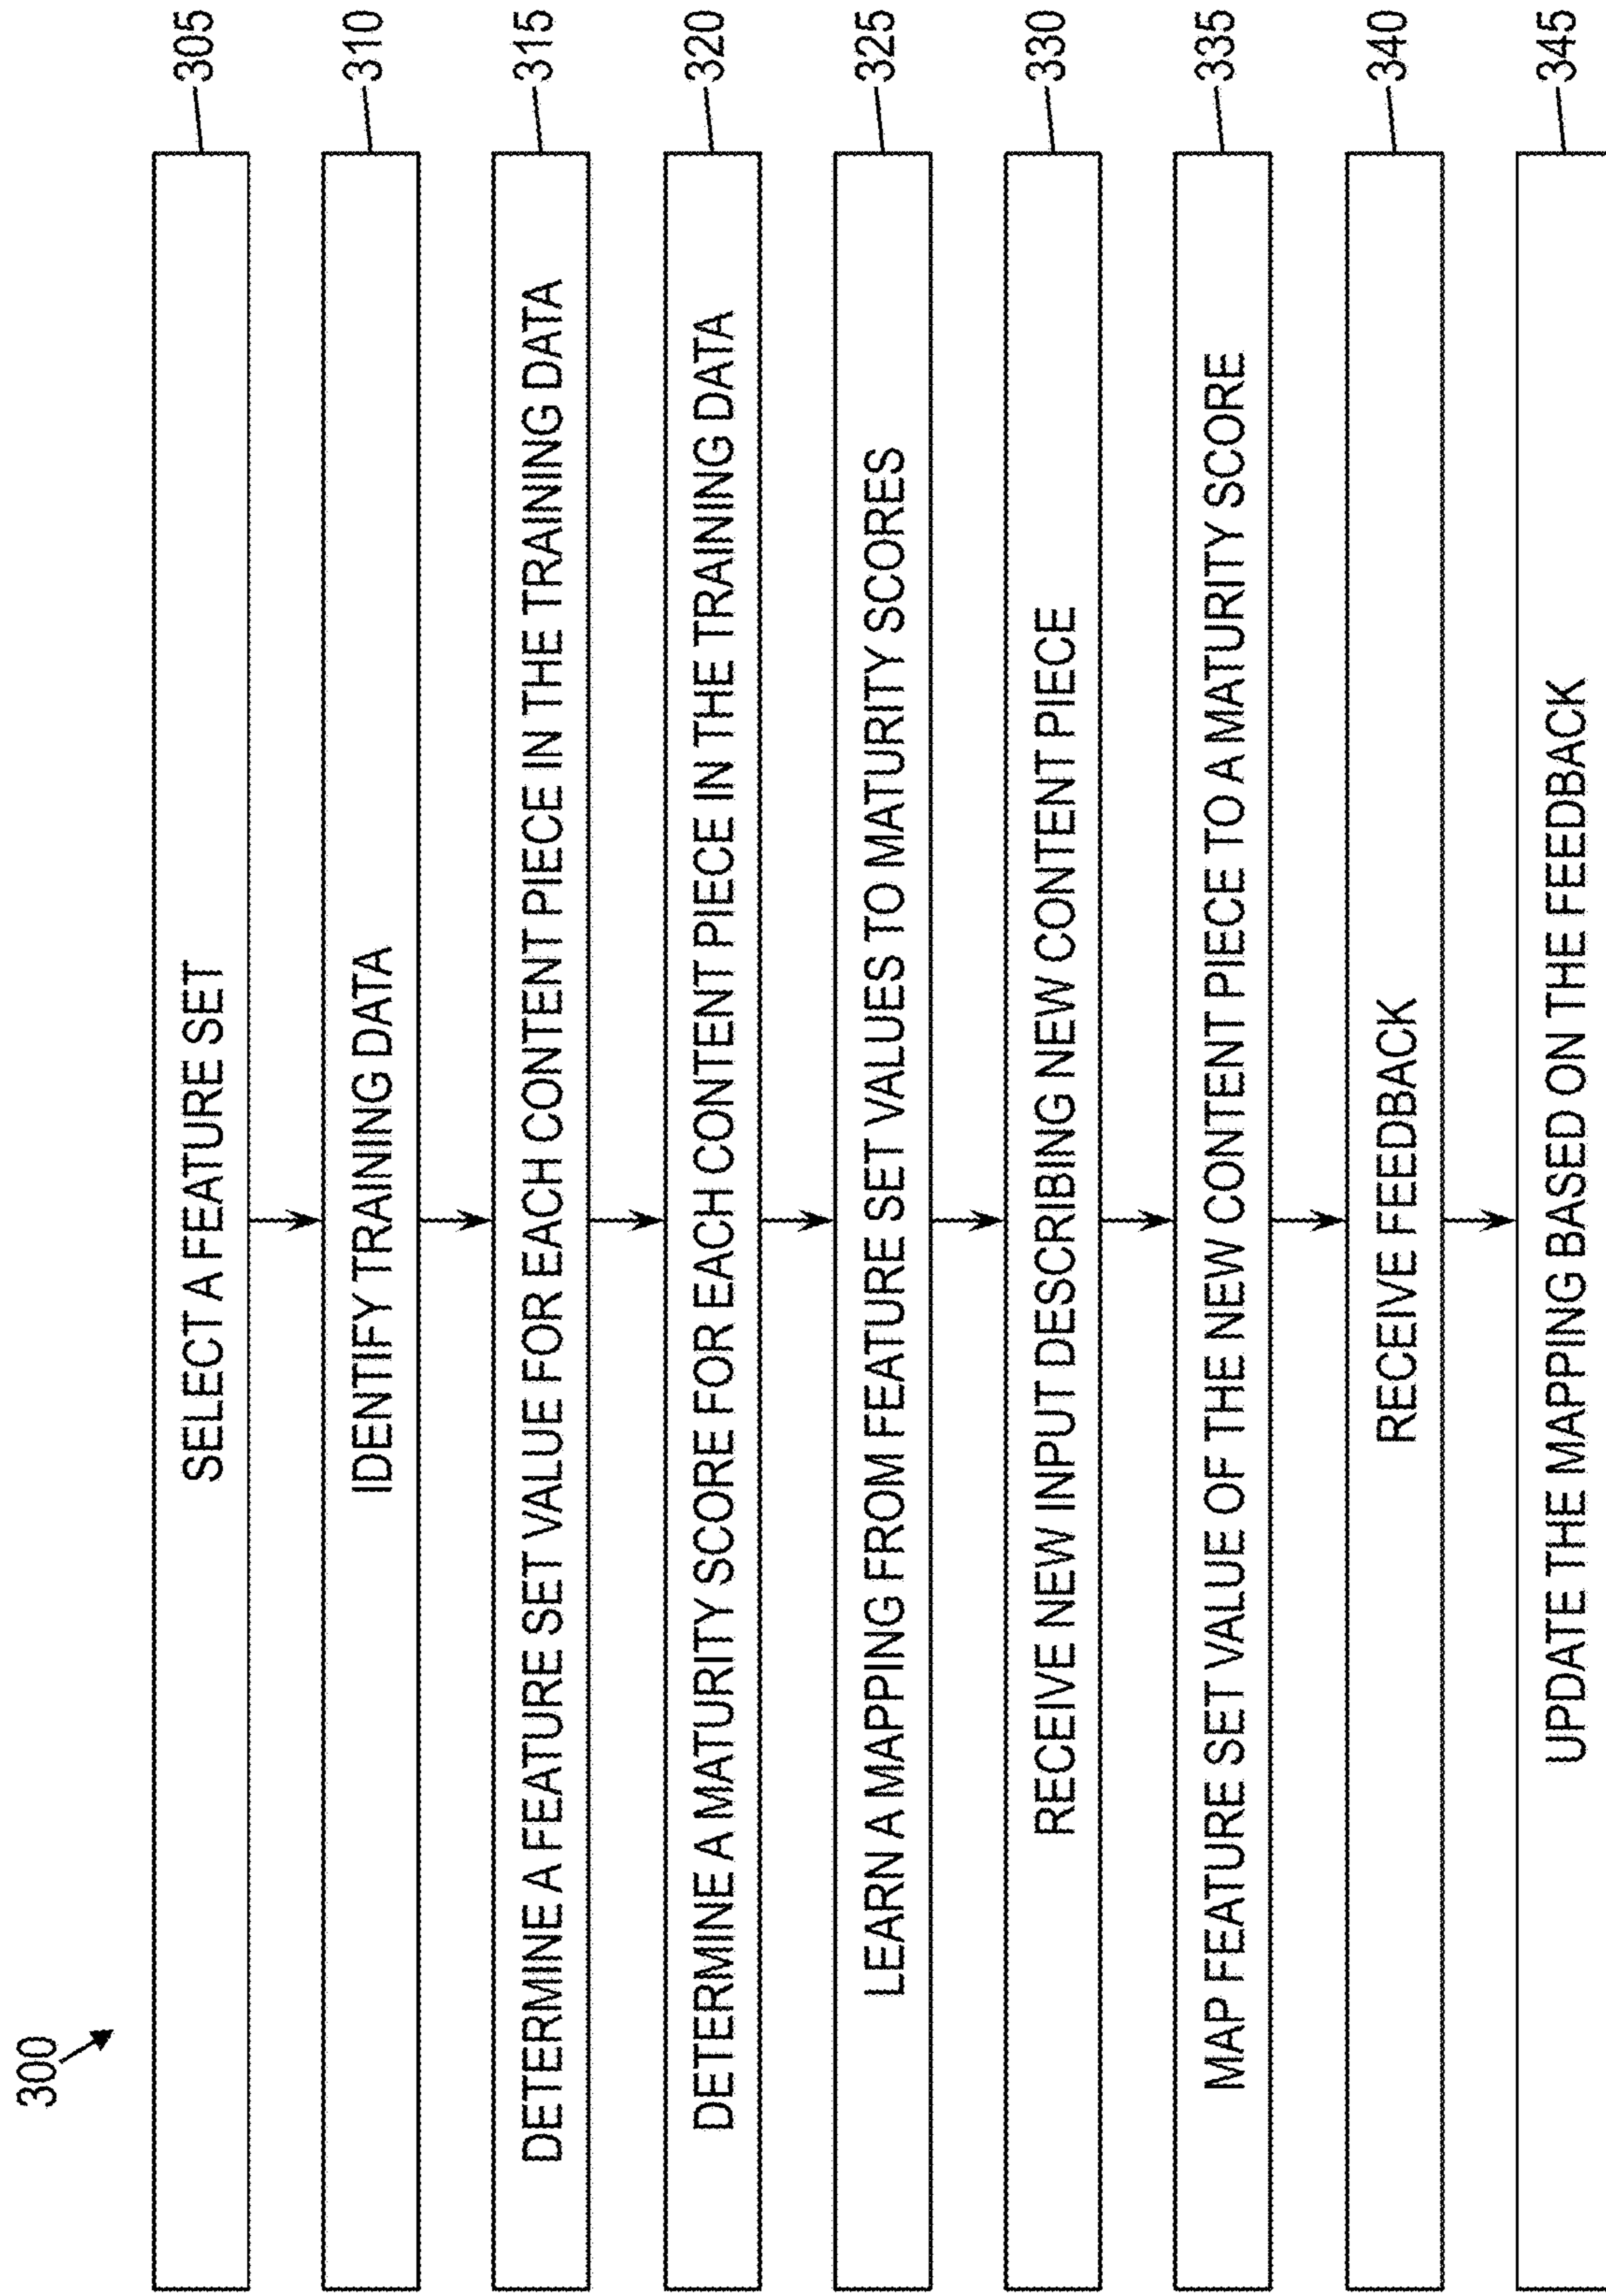 300
SELECT A FEATURE SET
305
IDENTIFY TRAINING DATA
310
DETERMINE A FEATURE SET VALUE FOR EACH CONTENT PIECE IN THE TRAINING DATA
315
DETERMINE A MATURITY SCORE FOR EACH CONTENT PIECE IN THE TRAINING DATA
320
LEARN A MAPPING FROM FEATURE SET VALUES TO MATURITY SCORES
325
RECEIVE NEW INPUT DESCRIBING NEW CONTENT PIECE
330
MAP FEATURE SET VALUE OF THE NEW CONTENT PIECE TO A MATURITY SCORE
335
RECEIVE FEEDBACK
340
UPDATE THE MAPPING BASED ON THE FEEDBACK
345